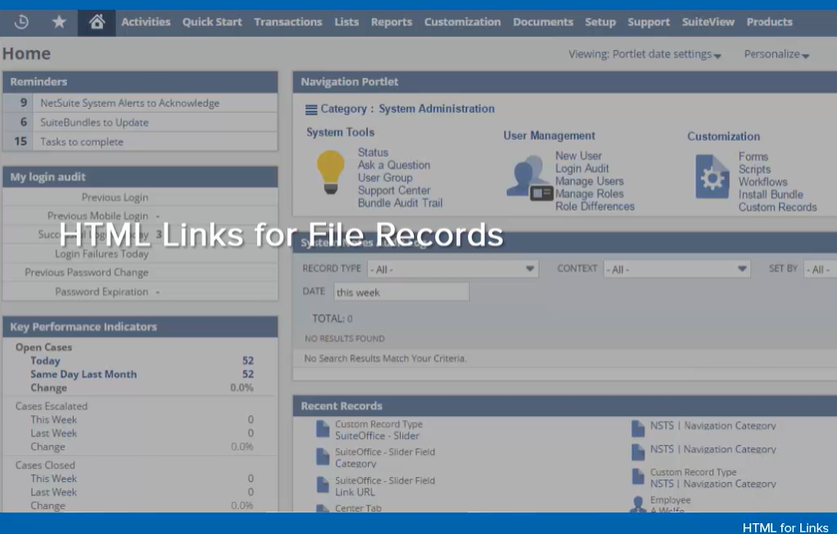 Activities Quick Start Transactions Lists Reports Customization Documents Setup Support SuiteView Products
Home
Viewing: Portlet date settings Personalize
Reminders
9 NetSuite System Alerts to Acknowledge
6 SuiteBundles to Update
15 Tasks to complete
My login audit
Previous Login
Previous Mobile Login -
Login Failures Today
Previous Password Change
Password Expiration -
Key Performance Indicators
Open Cases
Today 52
Same Day Last Month 52
Change 0.0%
Cases Escalated
This Week 0
Last Week 0
Change 0.0%
Cases Closed
This Week 0
Last Week 0
Change 0.0%
HTML Links for File Records
Navigation Portlet
Category : System Administration
System Tools
Status
Ask a Question
User Group
Support Center
Bundle Audit Trail
User Management
New User
Login Audit
Manage Users
Manage Roles
Role Differences
Customization
Forms
Scripts
Workflows
Install Bundle
Custom Records
RECORD TYPE - All - CONTEXT - All - SET BY - All -
DATE this week
TOTAL: 0
NO RESULTS FOUND
No Search Results Match Your Criteria.
Recent Records
Custom Record Type
SuiteOffice - Slider
SuiteOffice - Slider Field
Category
SuiteOffice - Slider Field
Link URL
Center Tab
NSTS | Navigation Category
NSTS | Navigation Category
Custom Record Type
NSTS | Navigation Category
Employee
A Wolfe
HTML for Links